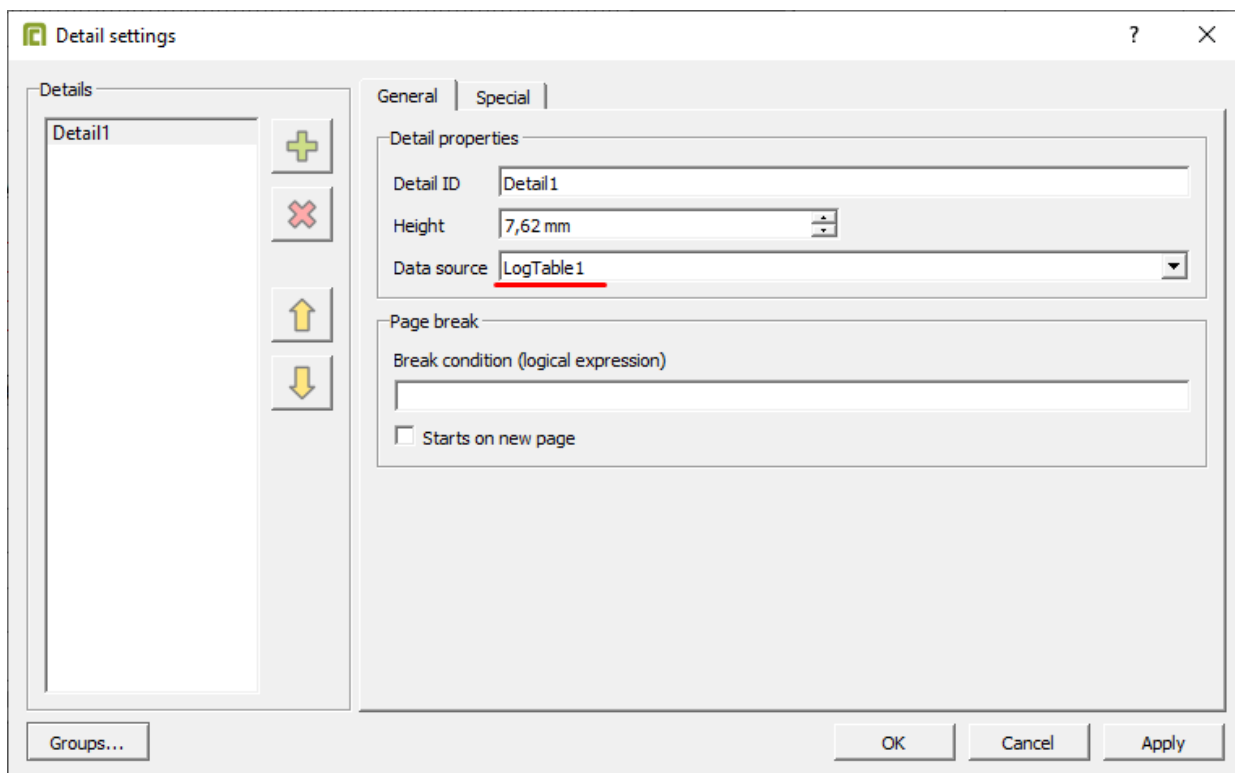 Detail settings
?
Details
Detail1
General
Special
Detail properties
Detail ID
Detail1
Height
7,62 mm
Data source
LogTable1
Page break
Break condition (logical expression)
Starts on new page
Groups...
OK
Cancel
Apply